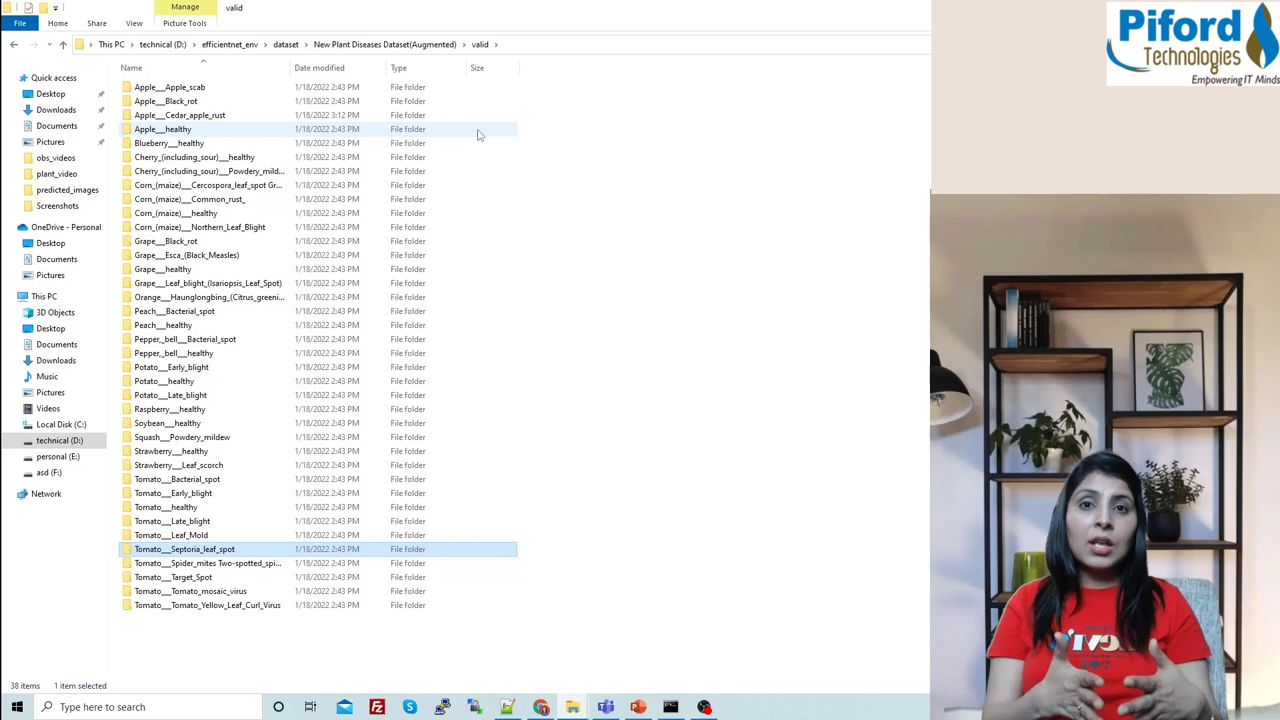 Manage
valid
File
Home
Share
View
Picture Tools
This PC
technical (D:)
efficientnet_env
dataset
New Plant Diseases Dataset(Augmented)
valid
Name
Date modified
Type
Size
Quick access
Desktop
Downloads
Documents
Pictures
obs_videos
plant_video
predicted_images
Screenshots
OneDrive - Personal
Desktop
Documents
Pictures
This PC
3D Objects
Desktop
Documents
Downloads
Music
Pictures
Videos
Local Disk (C:)
technical (D:)
personal (E:)
asd (F:)
Network
Apple___Apple_scab 1/18/2022 2:43 PM File folder
Apple___Black_rot 1/18/2022 2:43 PM File folder
Apple___Cedar_apple_rust 1/18/2022 3:12 PM File folder
Apple___healthy 1/18/2022 2:43 PM File folder
Blueberry___healthy 1/18/2022 2:43 PM File folder
Cherry_(including_sour)___healthy 1/18/2022 2:43 PM File folder
Cherry_(including_sour)___Powdery_mild... 1/18/2022 2:43 PM File folder
Corn_(maize)___Cercospora_leaf_spot Gr... 1/18/2022 2:43 PM File folder
Corn_(maize)___Common_rust_ 1/18/2022 2:43 PM File folder
Corn_(maize)___healthy 1/18/2022 2:43 PM File folder
Corn_(maize)___Northern_Leaf_Blight 1/18/2022 2:43 PM File folder
Grape___Black_rot 1/18/2022 2:43 PM File folder
Grape___Esca_(Black_Measles) 1/18/2022 2:43 PM File folder
Grape___healthy 1/18/2022 2:43 PM File folder
Grape___Leaf_blight_(Isariopsis_Leaf_Spot) 1/18/2022 2:43 PM File folder
Orange___Haunglongbing_(Citrus_greeni... 1/18/2022 2:43 PM File folder
Peach___Bacterial_spot 1/18/2022 2:43 PM File folder
Peach___healthy 1/18/2022 2:43 PM File folder
Pepper,_bell___Bacterial_spot 1/18/2022 2:43 PM File folder
Pepper,_bell___healthy 1/18/2022 2:43 PM File folder
Potato___Early_blight 1/18/2022 2:43 PM File folder
Potato___healthy 1/18/2022 2:43 PM File folder
Potato___Late_blight 1/18/2022 2:43 PM File folder
Raspberry___healthy 1/18/2022 2:43 PM File folder
Soybean___healthy 1/18/2022 2:43 PM File folder
Squash___Powdery_mildew 1/18/2022 2:43 PM File folder
Strawberry___healthy 1/18/2022 2:43 PM File folder
Strawberry___Leaf_scorch 1/18/2022 2:43 PM File folder
Tomato___Bacterial_spot 1/18/2022 2:43 PM File folder
Tomato___Early_blight 1/18/2022 2:43 PM File folder
Tomato___healthy 1/18/2022 2:43 PM File folder
Tomato___Late_blight 1/18/2022 2:43 PM File folder
Tomato___Leaf_Mold 1/18/2022 2:43 PM File folder
Tomato___Septoria_leaf_spot 1/18/2022 2:43 PM File folder
Tomato___Spider_mites Two-spotted_spi... 1/18/2022 2:43 PM File folder
Tomato___Target_Spot 1/18/2022 2:43 PM File folder
Tomato___Tomato_mosaic_virus 1/18/2022 2:43 PM File folder
Tomato___Tomato_Yellow_Leaf_Curl_Virus 1/18/2022 2:43 PM File folder
38 items 1 item selected
Type here to search
Piford
Technologies
Empowering IT Minds